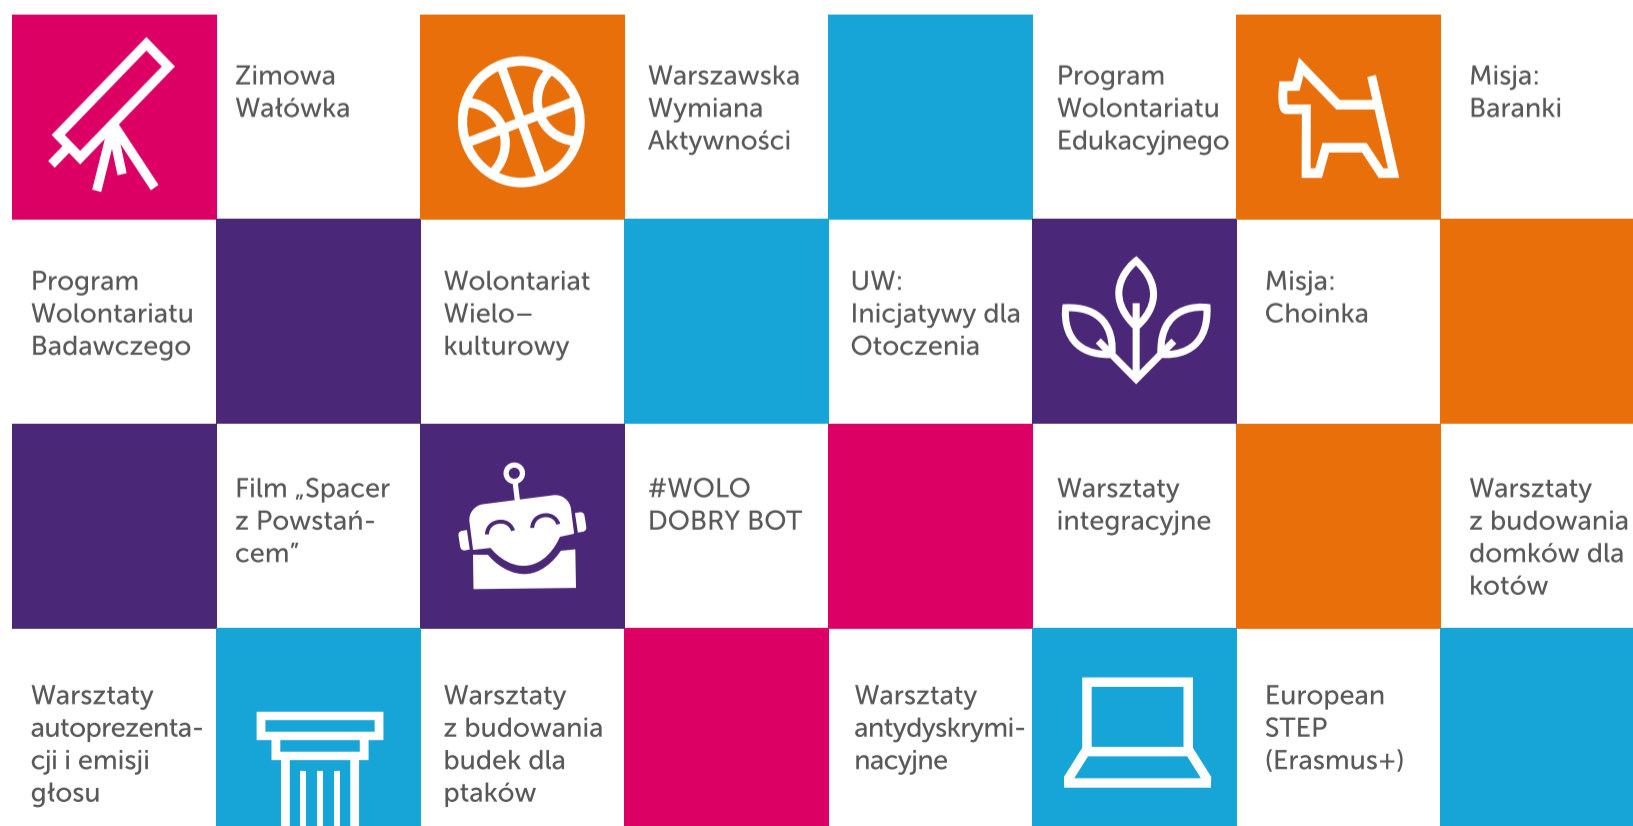 Zimowa
Wałówka
Warszawska
Wymiana
Aktywności
Program
Wolontariatu
Edukacyjnego
Misja:
Baranki
Program
Wolontariatu
Badawczego
Wolontariat
Wielo–
kulturowy
UW:
Inicjatywy dla
Otoczenia
Misja:
Choinka
Film „Spacer
z Powstań-
cem”
#WOLO
DOBRY BOT
Warsztaty
integracyjne
Warsztaty
z budowania
domków dla
kotów
Warsztaty
autoprezenta-
cji i emisji
głosu
Warsztaty
z budowania
budek dla
ptaków
Warsztaty
antydyskrymi-
nacyjne
European
STEP
(Erasmus+)